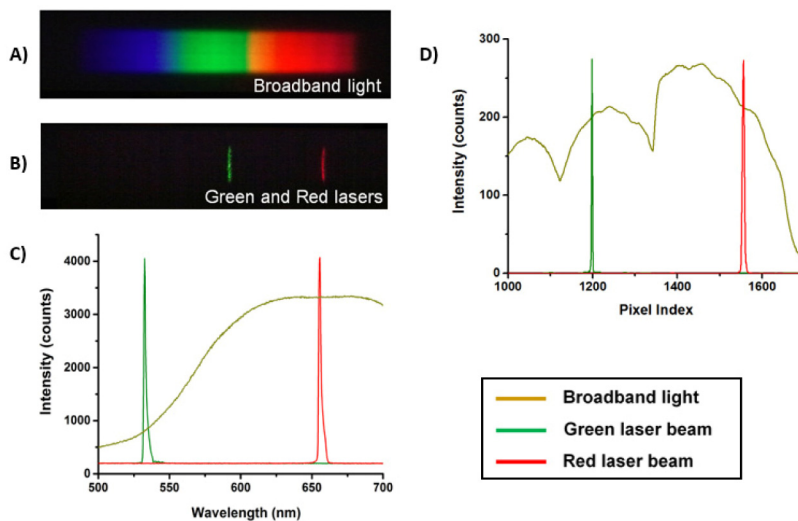 A)
Broadband light
B)
Green and Red lasers
C)
Intensity (counts)
4000
3000
2000
1000
0
500
550
600
650
700
Wavelength (nm)
D)
Intensity (counts)
300
200
100
0
1000
1200
1400
1600
Pixel Index
Broadband light
Green laser beam
Red laser beam